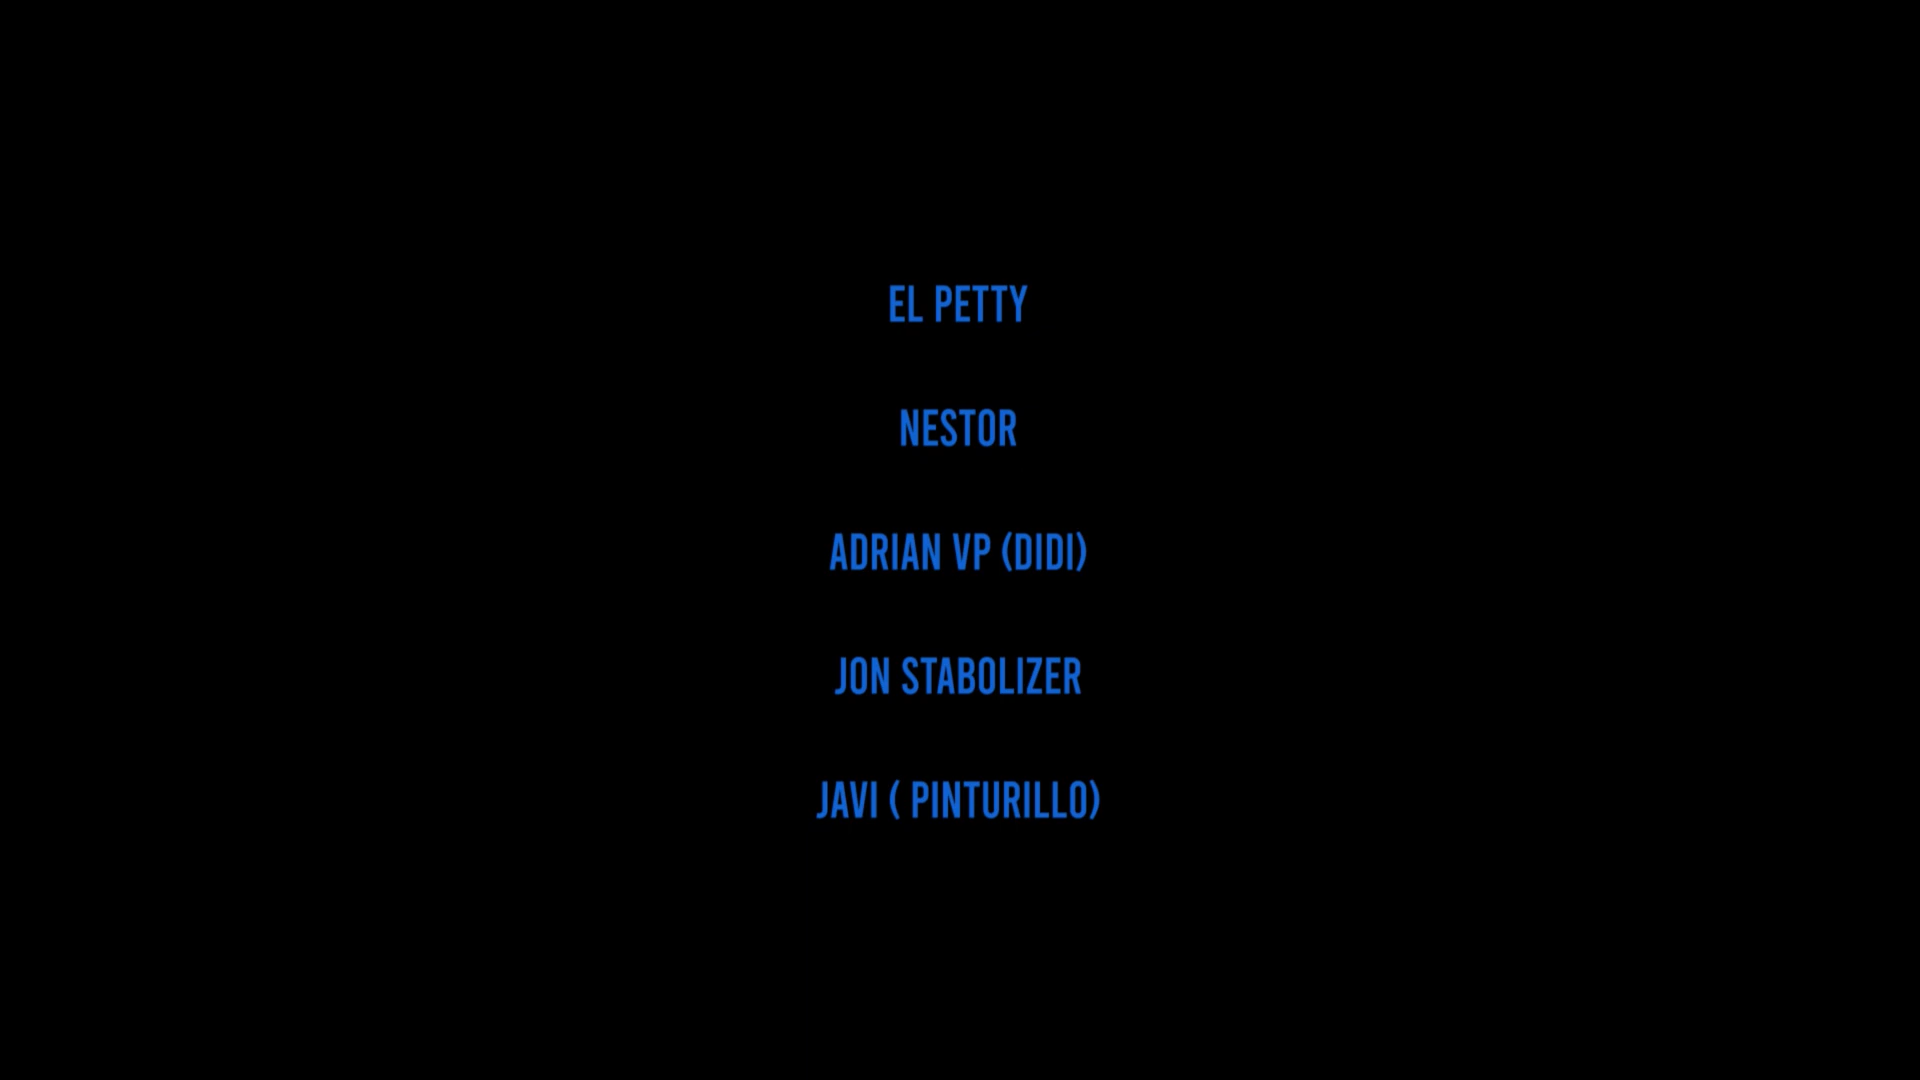 EL PETTY
NESTOR
ADRIAN VP (DIDI)
JON STABOLIZER
JAVI ( PINTURILLO)